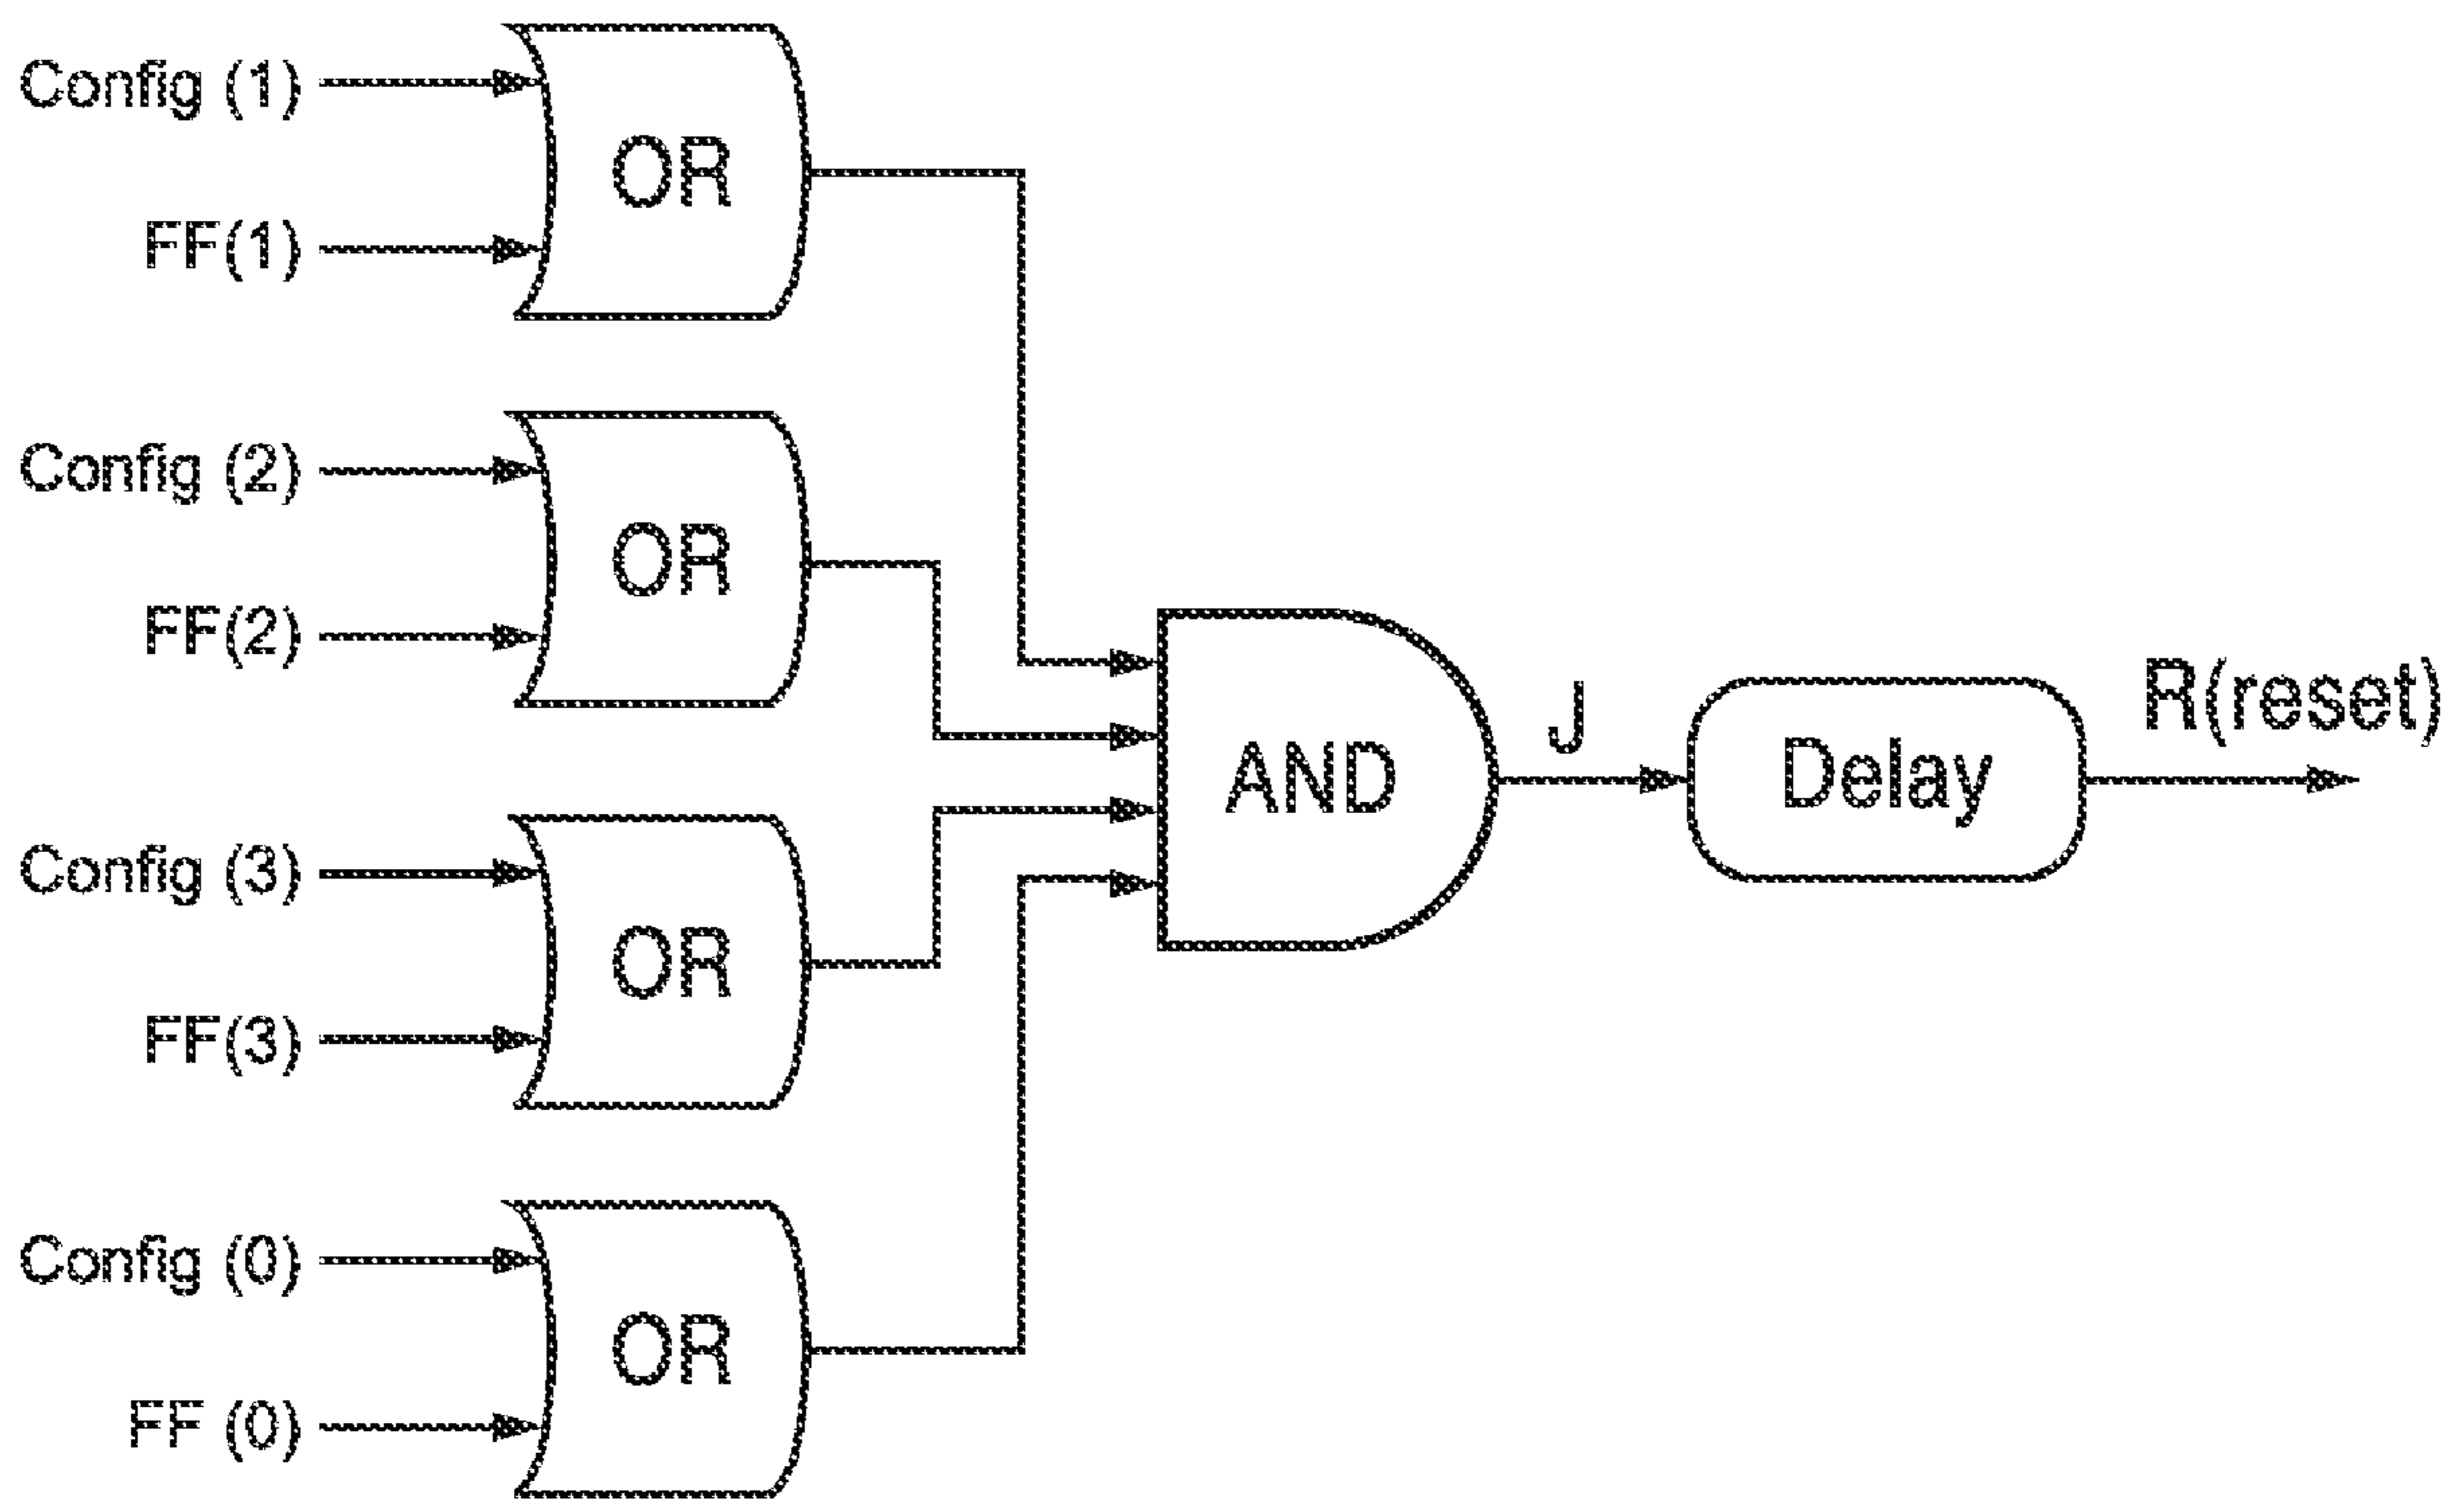 Config (1)
OR
FF(1)
Config (2)
OR
FF(2)
AND
J
Delay
R(reset)
Config (3)
OR
FF(3)
Config (0)
OR
FF (0)